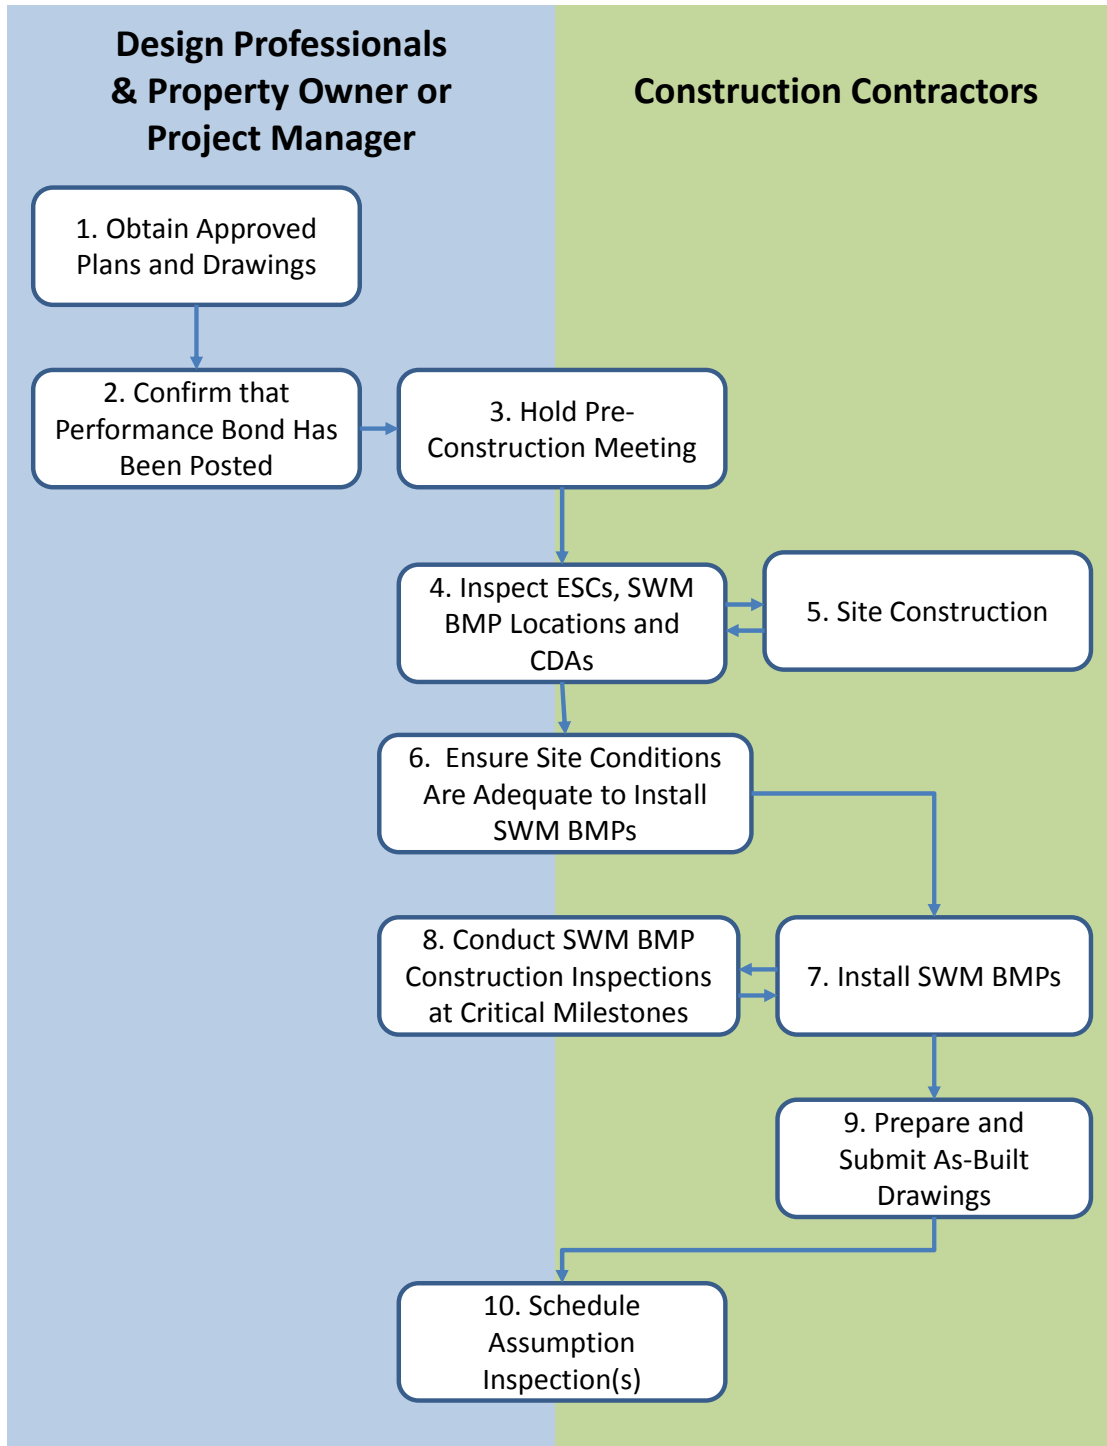 Design Professionals
& Property Owner or
Project Manager
Construction Contractors
1. Obtain Approved
Plans and Drawings
2. Confirm that
Performance Bond Has
Been Posted
3. Hold Pre-
Construction Meeting
4. Inspect ESCs, SWM
BMP Locations and
CDAs
5. Site Construction
6.  Ensure Site Conditions
Are Adequate to Install
SWM BMPs
7. Install SWM BMPs
8. Conduct SWM BMP
Construction Inspections
at Critical Milestones
9. Prepare and
Submit As-Built
Drawings
10. Schedule
Assumption
Inspection(s)